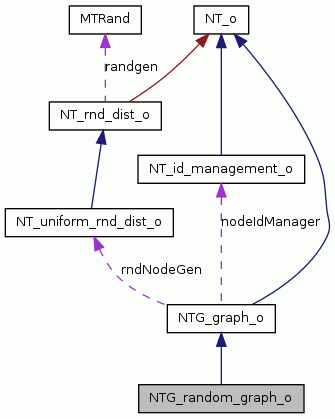 MTRand
NT_o
randgen
NT_rnd_dist_o
NT_id_management_o
NT_uniform_rnd_dist_o
nodeIdManager
rndNodeGen
NTG_graph_o
NTG_random_graph_o